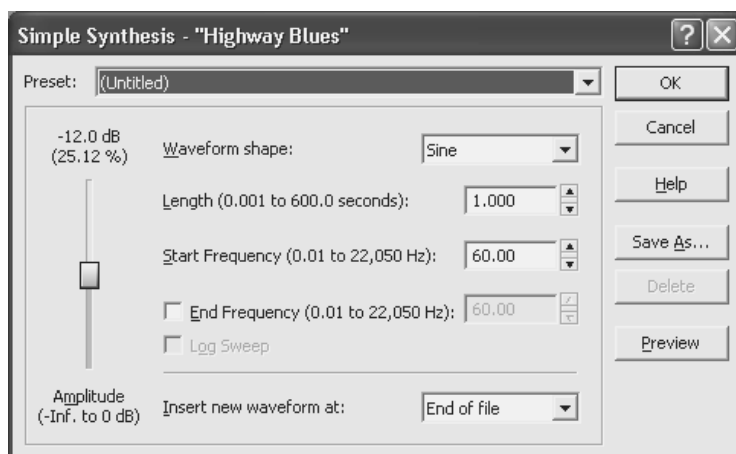 Simple Synthesis - "Highway Blues"
Preset: (Untitled)
OK
Cancel
Help
Save As...
Delete
Preview
-12.0 dB
(25.12 %)
Amplitude
(-Inf. to 0 dB)
Waveform shape: Sine
Length (0.001 to 600.0 seconds): 1.000
Start Frequency (0.01 to 22,050 Hz): 60.00
End Frequency (0.01 to 22,050 Hz): 60.00
Log Sweep
Insert new waveform at: End of file